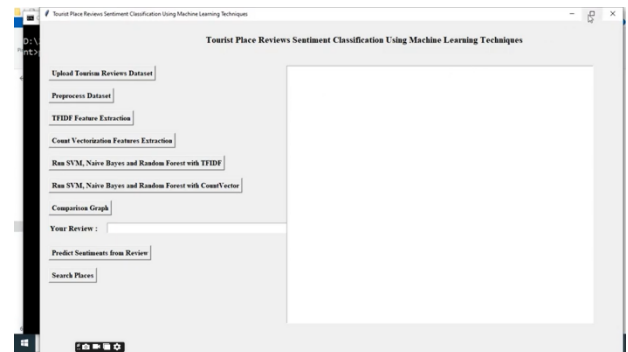 Tourist Place Reviews Sentiment Classification Using Machine Learning Techniques
D:\
Tourist Place Reviews Sentiment Classification Using Machine Learning Techniques
nt>
Upload Tourism Reviews Dataset
Preprocess Dataset
TFIDF Feature Extraction
Count Vectorization Features Extraction
Run SVM, Naive Bayes and Random Forest with TFIDF
Run SVM, Naive Bayes and Random Forest with CountVector
Comparison Graph
Your Review :
Predict Sentiments from Review
Search Places